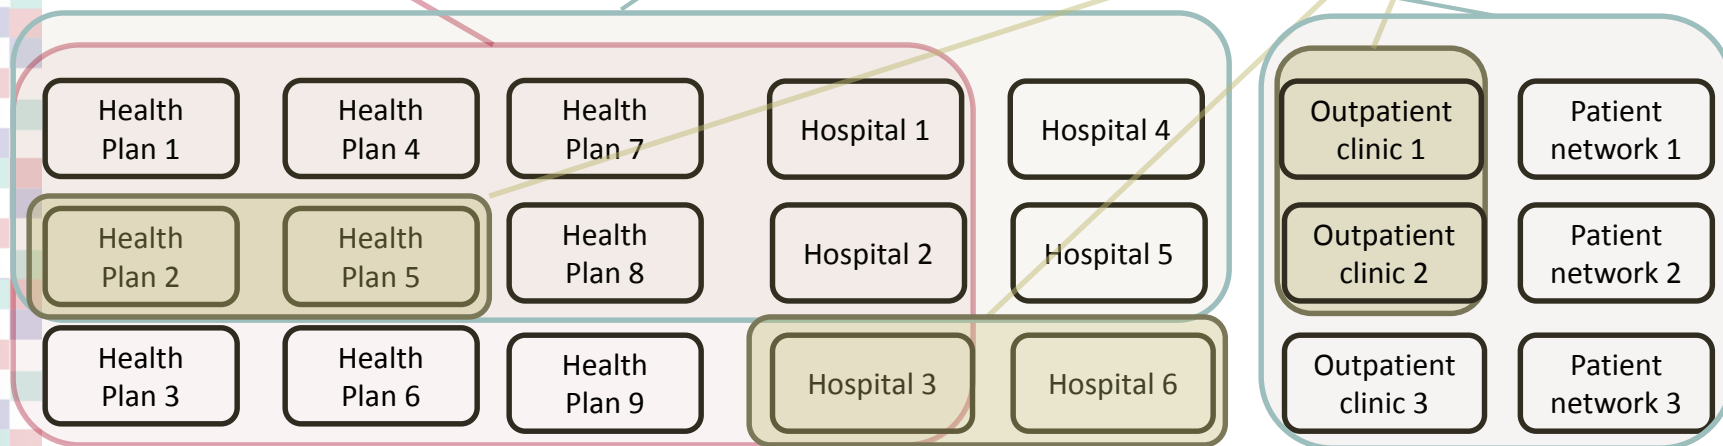 Health
Plan 1
Health
Plan 4
Health
Plan 7
Hospital 1
Hospital 4
Outpatient
clinic 1
Patient
network 1
Health
Plan 2
Health
Plan 5
Health
Plan 8
Hospital 2
Hospital 5
Outpatient
clinic 2
Patient
network 2
Health
Plan 3
Health
Plan 6
Health
Plan 9
Hospital 3
Hospital 6
Outpatient
clinic 3
Patient
network 3